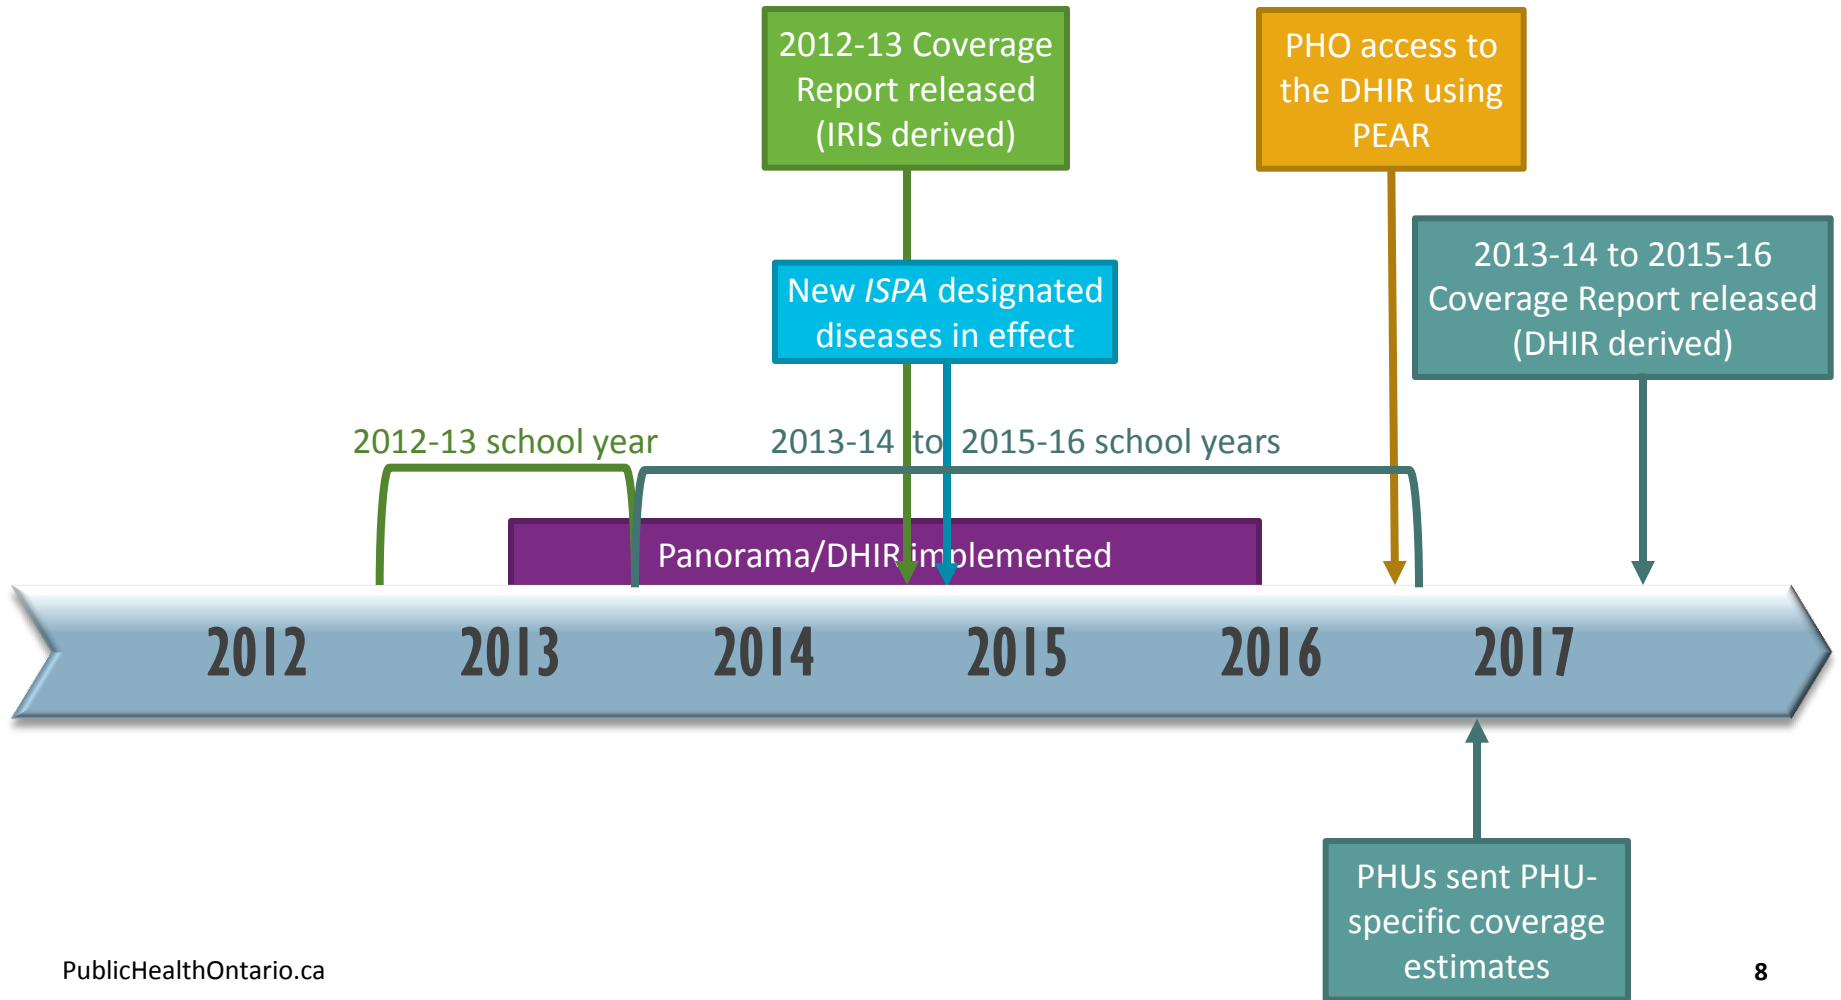 2012-13 Coverage
Report released
(IRIS derived)
PHO access to
the DHIR using
PEAR
New ISPA designated
diseases in effect
2013-14 to 2015-16
Coverage Report released
(DHIR derived)
2012-13 school year
2013-14 to 2015-16 school years
Panorama/DHIR implemented
2012
2013
2014
2015
2016
2017
PHUs sent PHU-
specific coverage
estimates
PublicHealthOntario.ca
8